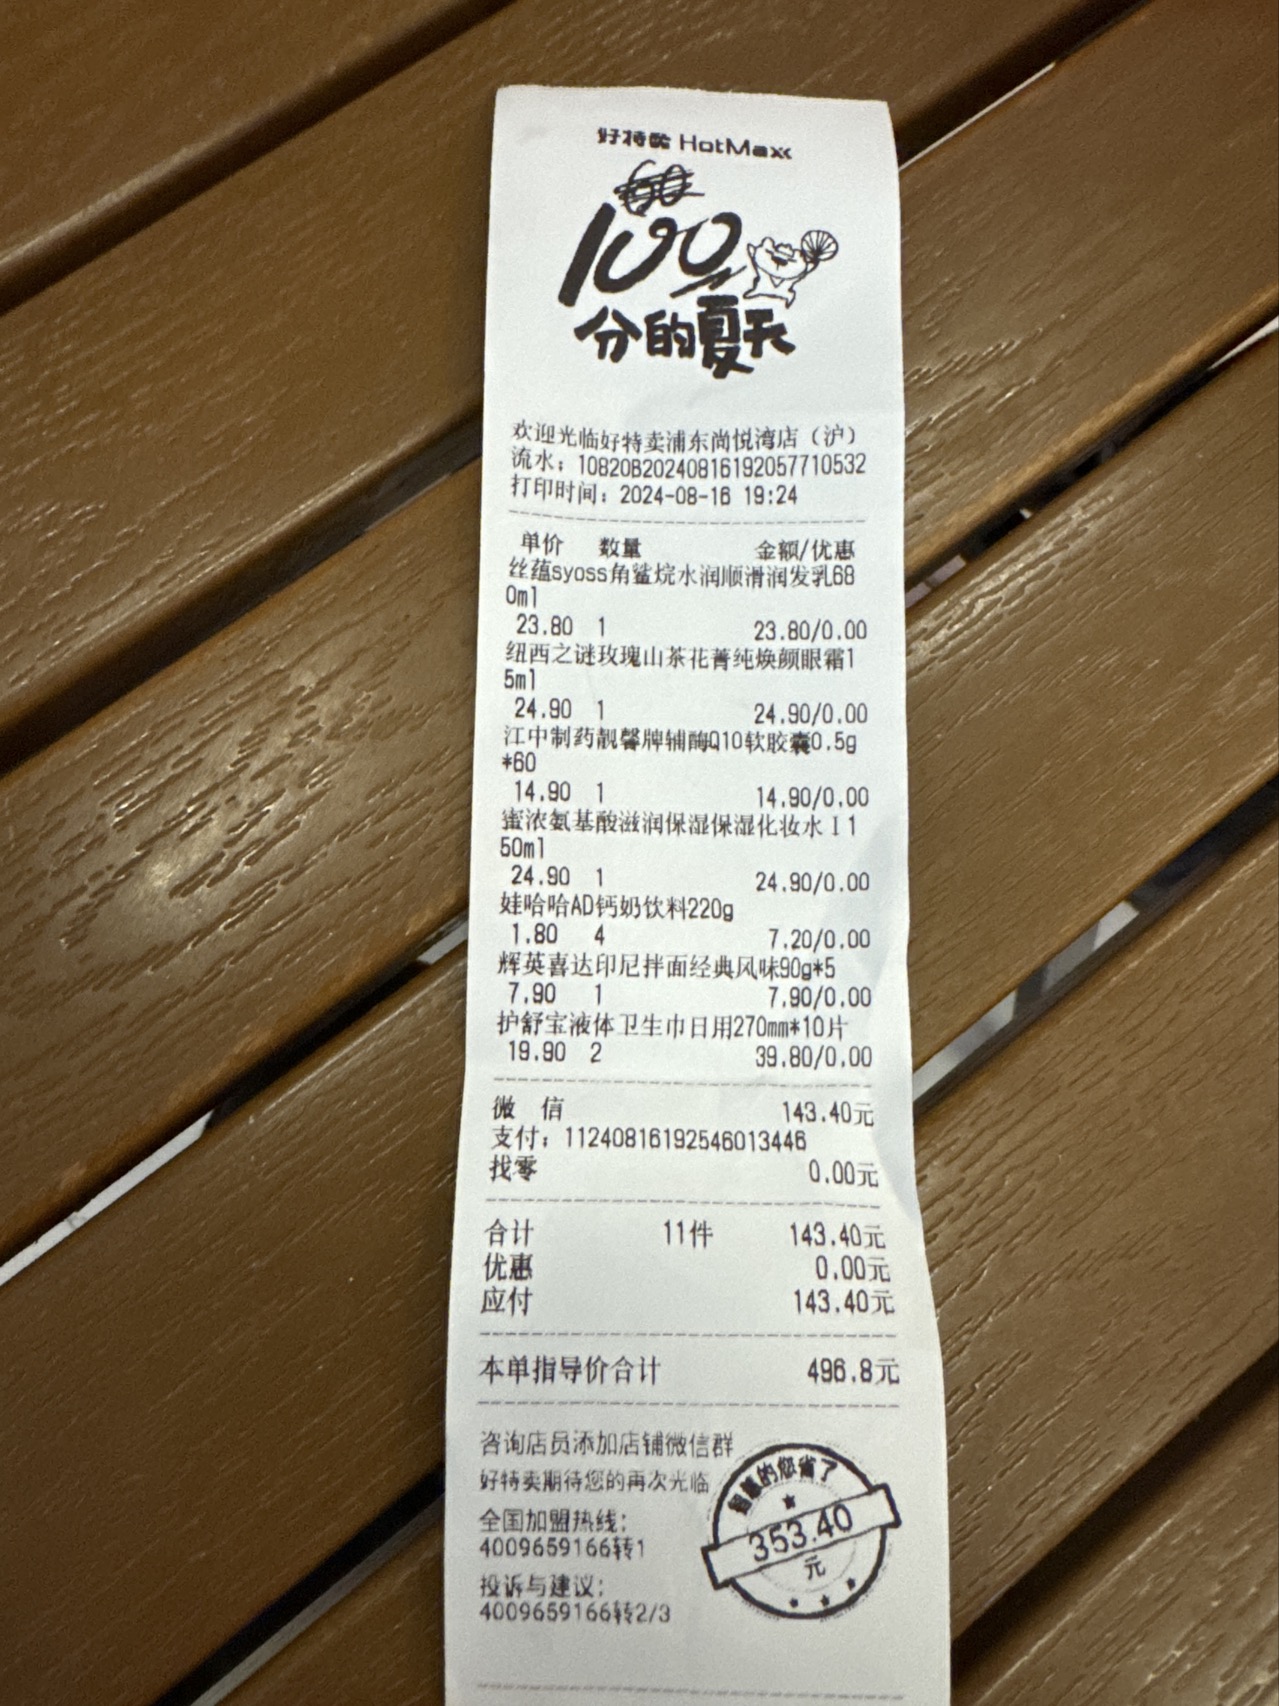 好特卖 HotMaxx
60
100
分的夏天
欢迎光临好特卖浦东尚悦湾店（沪）
流水：10820B20240816192057710532
打印时间：2024-08-16 19:24
单价 数量 金额/优惠
丝蕴syoss角鲨烷水润顺滑润发乳68
0ml
23.80 1 23.80/0.00
纽西之谜玫瑰山茶花菁纯焕颜眼霜1
5ml
24.90 1 24.90/0.00
江中制药靓馨牌辅酶Q10软胶囊0.5g
*60
14.90 1 14.90/0.00
蜜浓氨基酸滋润保湿保湿化妆水Ⅰ1
50ml
24.90 1 24.90/0.00
娃哈哈AD钙奶饮料220g
1.80 4 7.20/0.00
辉英喜达印尼拌面经典风味90g*5
7.90 1 7.90/0.00
护舒宝液体卫生巾日用270mm*10片
19.90 2 39.80/0.00
微 信 143.40元
支付：11240816192546013446
找零 0.00元
合计 11件 143.40元
优惠 0.00元
应付 143.40元
本单指导价合计 496.8元
咨询店员添加店铺微信群
好特卖期待您的再次光临
全国加盟热线：
4009659166转1
投诉与建议：
4009659166转2/3
智慧的您省了
353.40
元